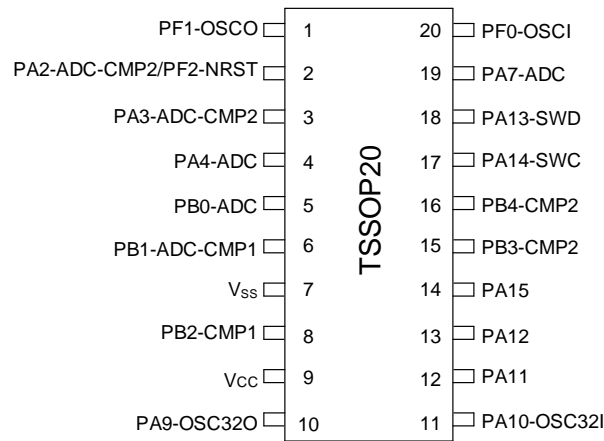 PF1-OSCO 1 20 PF0-OSCI
PA2-ADC-CMP2/PF2-NRST 2 19 PA7-ADC
PA3-ADC-CMP2 3 18 PA13-SWD
PA4-ADC 4 17 PA14-SWC
PB0-ADC 5 16 PB4-CMP2
PB1-ADC-CMP1 6 15 PB3-CMP2
VSS 7 14 PA15
PB2-CMP1 8 13 PA12
VCC 9 12 PA11
PA9-OSC32O 10 11 PA10-OSC32I
TSSOP20